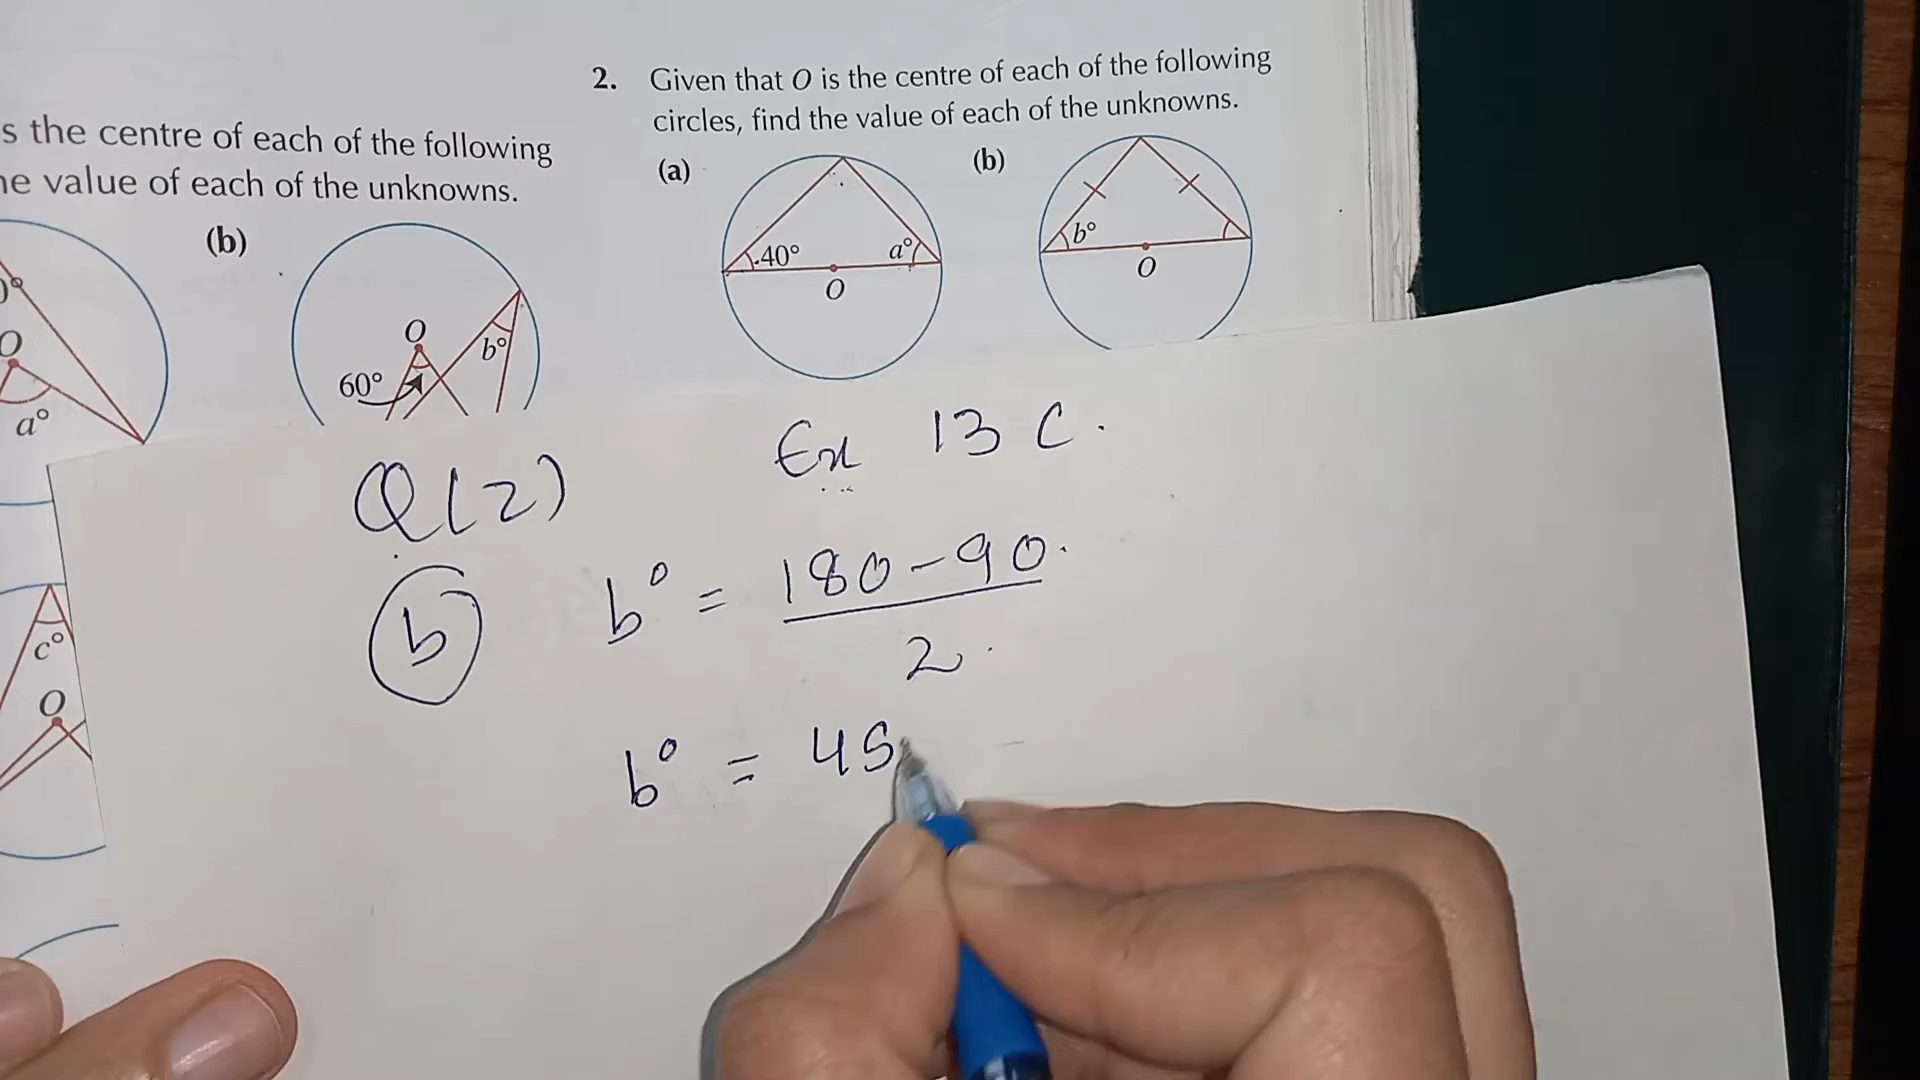 s the centre of each of the following
he value of each of the unknowns.
(b)
O
a°
O
60°
b°
c°
O
2. Given that O is the centre of each of the following
circles, find the value of each of the unknowns.
(a)
40°
a°
O
(b)
b°
O
Ex 13 C.
Q(2)
b b° = 180-90.
2.
b° = 45